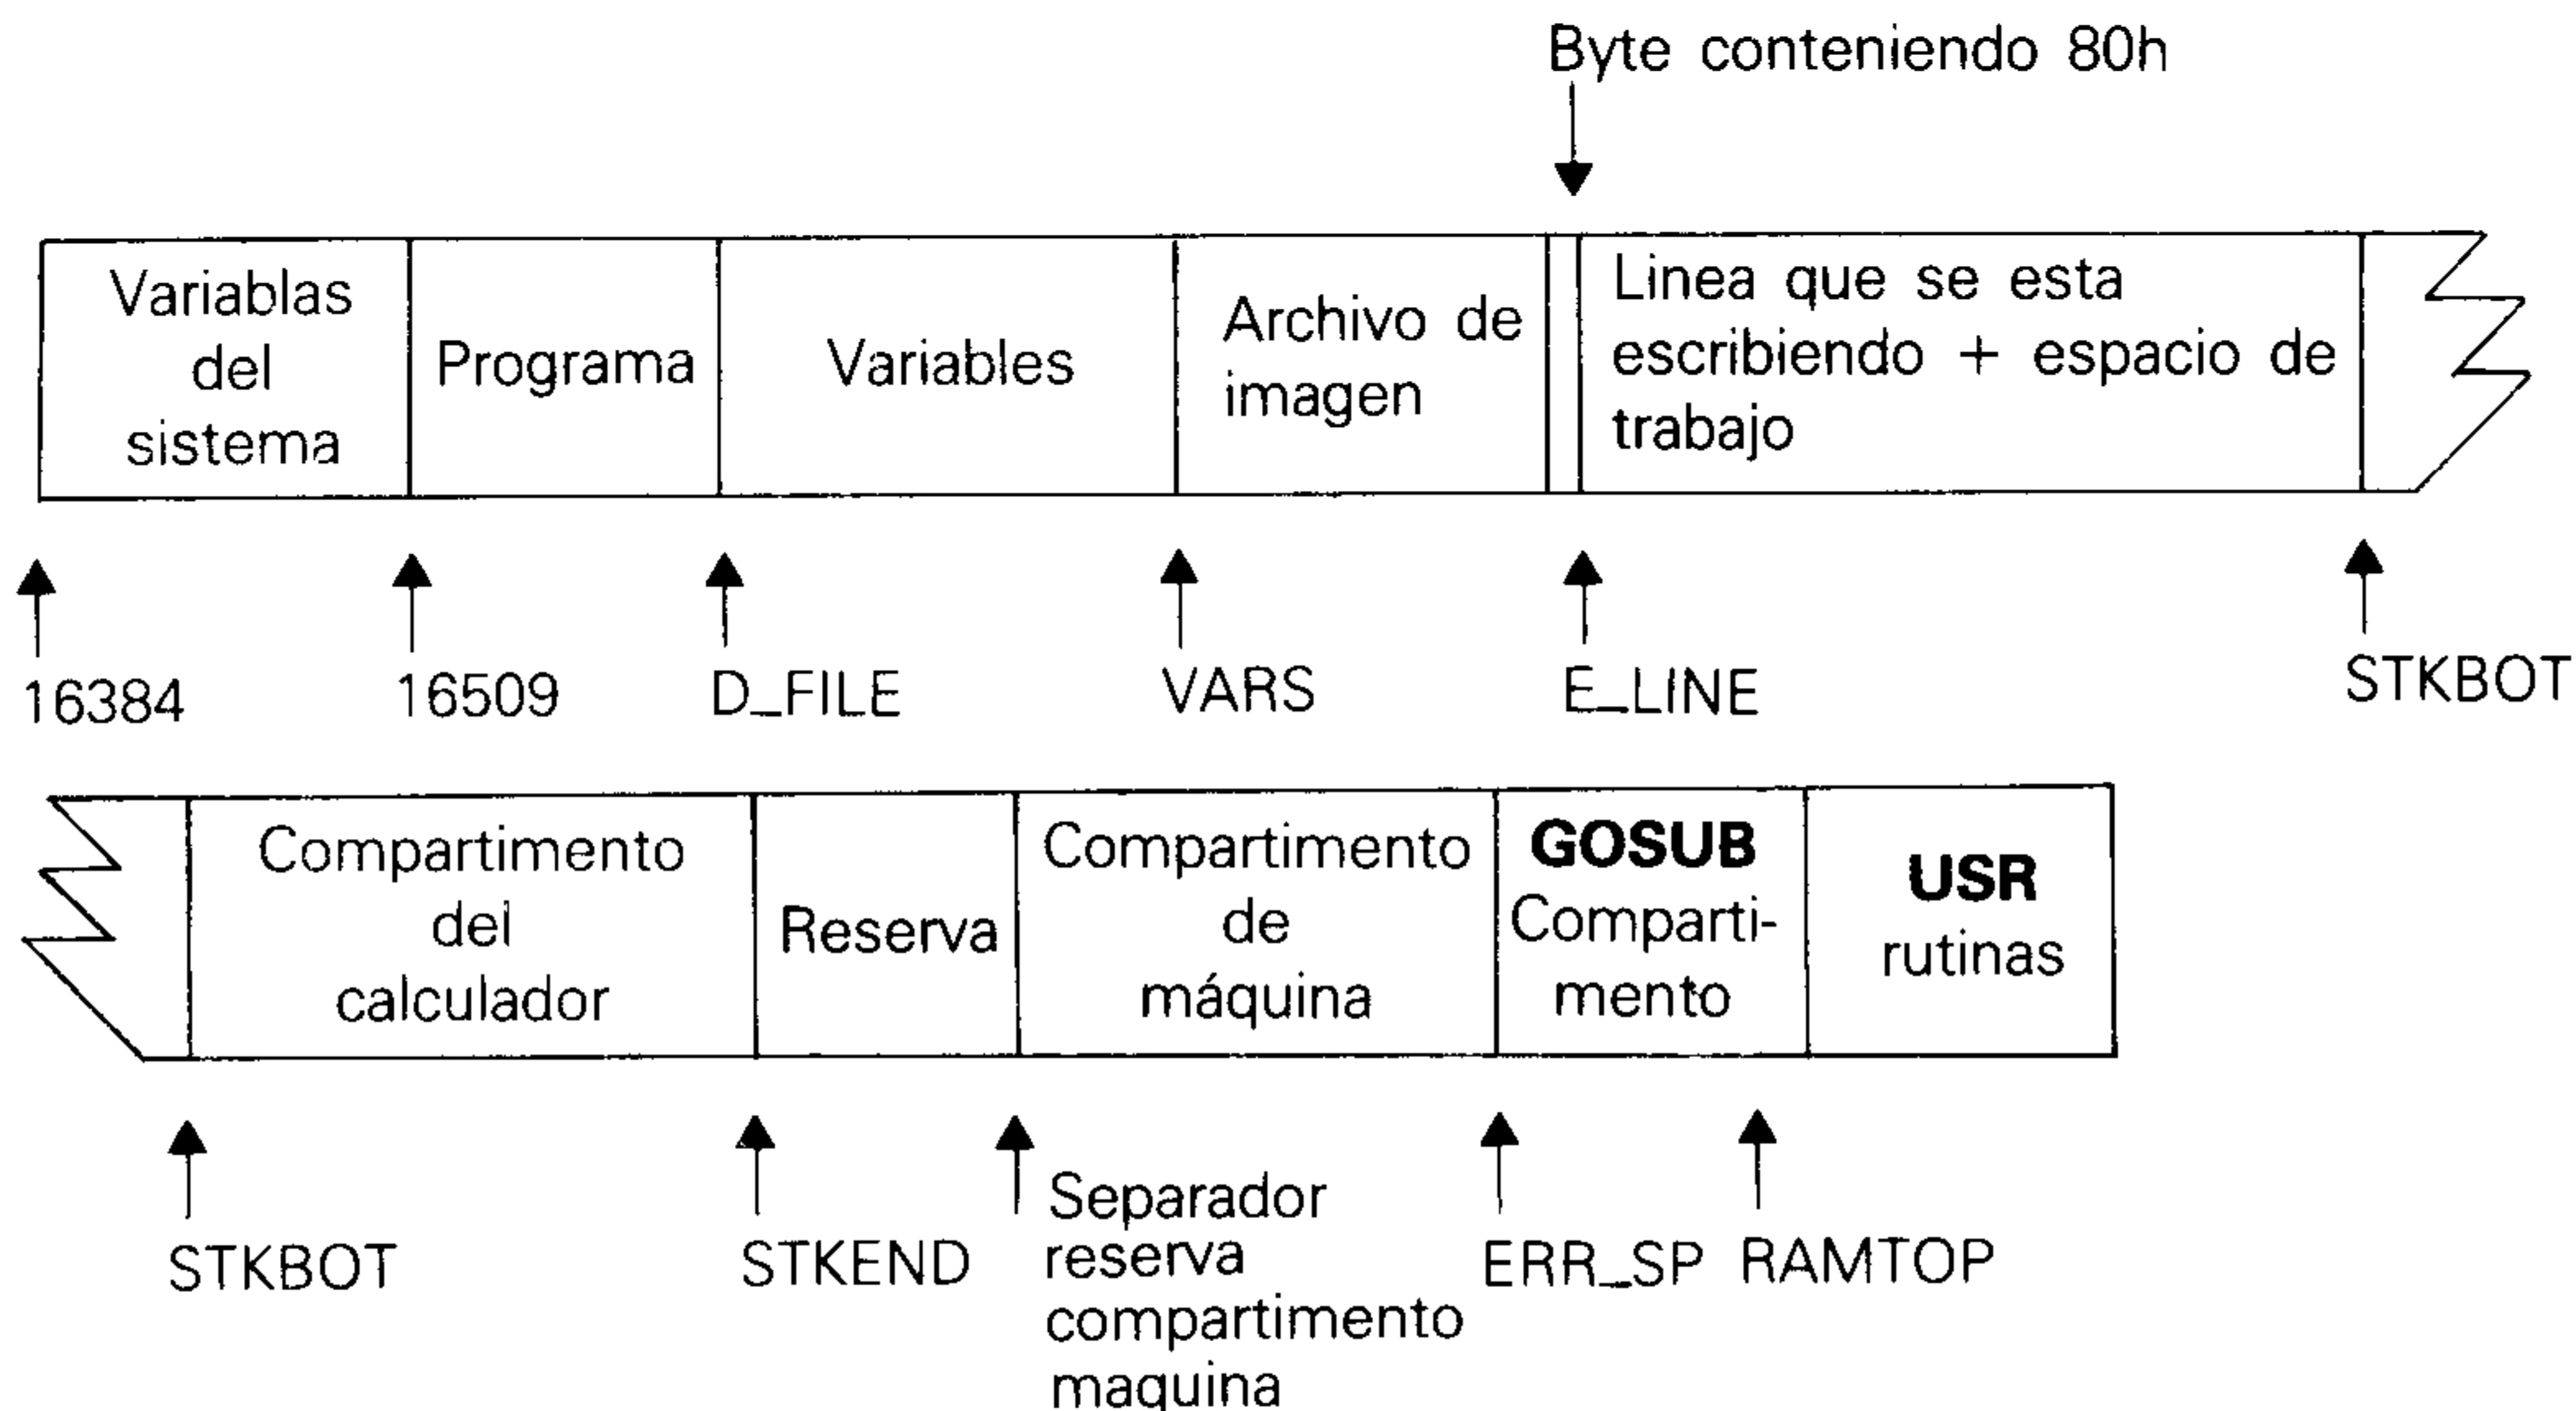 Byte conteniendo 80h
Variablas
del
sistema
Programa
Variables
Archivo de
imagen
Linea que se esta
escribiendo + espacio de
trabajo
16384
16509
D_FILE
VARS
E_LINE
STKBOT
Compartimento
del
calculador
Reserva
Compartimento
de
máquina
GOSUB
Comparti-
mento
USR
rutinas
STKBOT
STKEND
Separador
reserva
compartimento
maquina
ERR_SP
RAMTOP